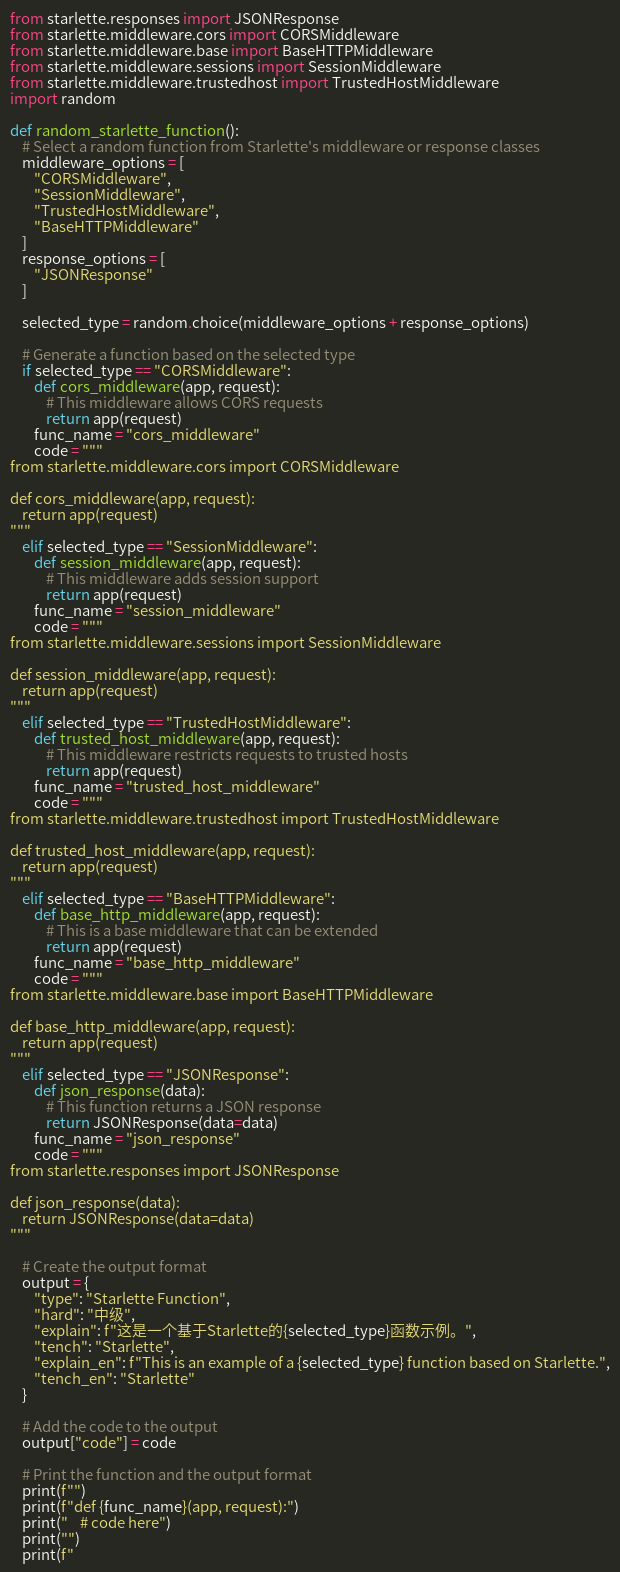 from starlette.responses import JSONResponse
from starlette.middleware.cors import CORSMiddleware
from starlette.middleware.base import BaseHTTPMiddleware
from starlette.middleware.sessions import SessionMiddleware
from starlette.middleware.trustedhost import TrustedHostMiddleware
import random

def random_starlette_function():
    # Select a random function from Starlette's middleware or response classes
    middleware_options = [
        "CORSMiddleware",
        "SessionMiddleware",
        "TrustedHostMiddleware",
        "BaseHTTPMiddleware"
    ]
    response_options = [
        "JSONResponse"
    ]

    selected_type = random.choice(middleware_options + response_options)

    # Generate a function based on the selected type
    if selected_type == "CORSMiddleware":
        def cors_middleware(app, request):
            # This middleware allows CORS requests
            return app(request)
        func_name = "cors_middleware"
        code = """
from starlette.middleware.cors import CORSMiddleware

def cors_middleware(app, request):
    return app(request)
"""
    elif selected_type == "SessionMiddleware":
        def session_middleware(app, request):
            # This middleware adds session support
            return app(request)
        func_name = "session_middleware"
        code = """
from starlette.middleware.sessions import SessionMiddleware

def session_middleware(app, request):
    return app(request)
"""
    elif selected_type == "TrustedHostMiddleware":
        def trusted_host_middleware(app, request):
            # This middleware restricts requests to trusted hosts
            return app(request)
        func_name = "trusted_host_middleware"
        code = """
from starlette.middleware.trustedhost import TrustedHostMiddleware

def trusted_host_middleware(app, request):
    return app(request)
"""
    elif selected_type == "BaseHTTPMiddleware":
        def base_http_middleware(app, request):
            # This is a base middleware that can be extended
            return app(request)
        func_name = "base_http_middleware"
        code = """
from starlette.middleware.base import BaseHTTPMiddleware

def base_http_middleware(app, request):
    return app(request)
"""
    elif selected_type == "JSONResponse":
        def json_response(data):
            # This function returns a JSON response
            return JSONResponse(data=data)
        func_name = "json_response"
        code = """
from starlette.responses import JSONResponse

def json_response(data):
    return JSONResponse(data=data)
"""

    # Create the output format
    output = {
        "type": "Starlette Function",
        "hard": "中级",
        "explain": f"这是一个基于Starlette的{selected_type}函数示例。",
        "tench": "Starlette",
        "explain_en": f"This is an example of a {selected_type} function based on Starlette.",
        "tench_en": "Starlette"
    }

    # Add the code to the output
    output["code"] = code

    # Print the function and the output format
    print(f"")
    print(f"def {func_name}(app, request):")
    print("    # code here")
    print("")
    print(f"